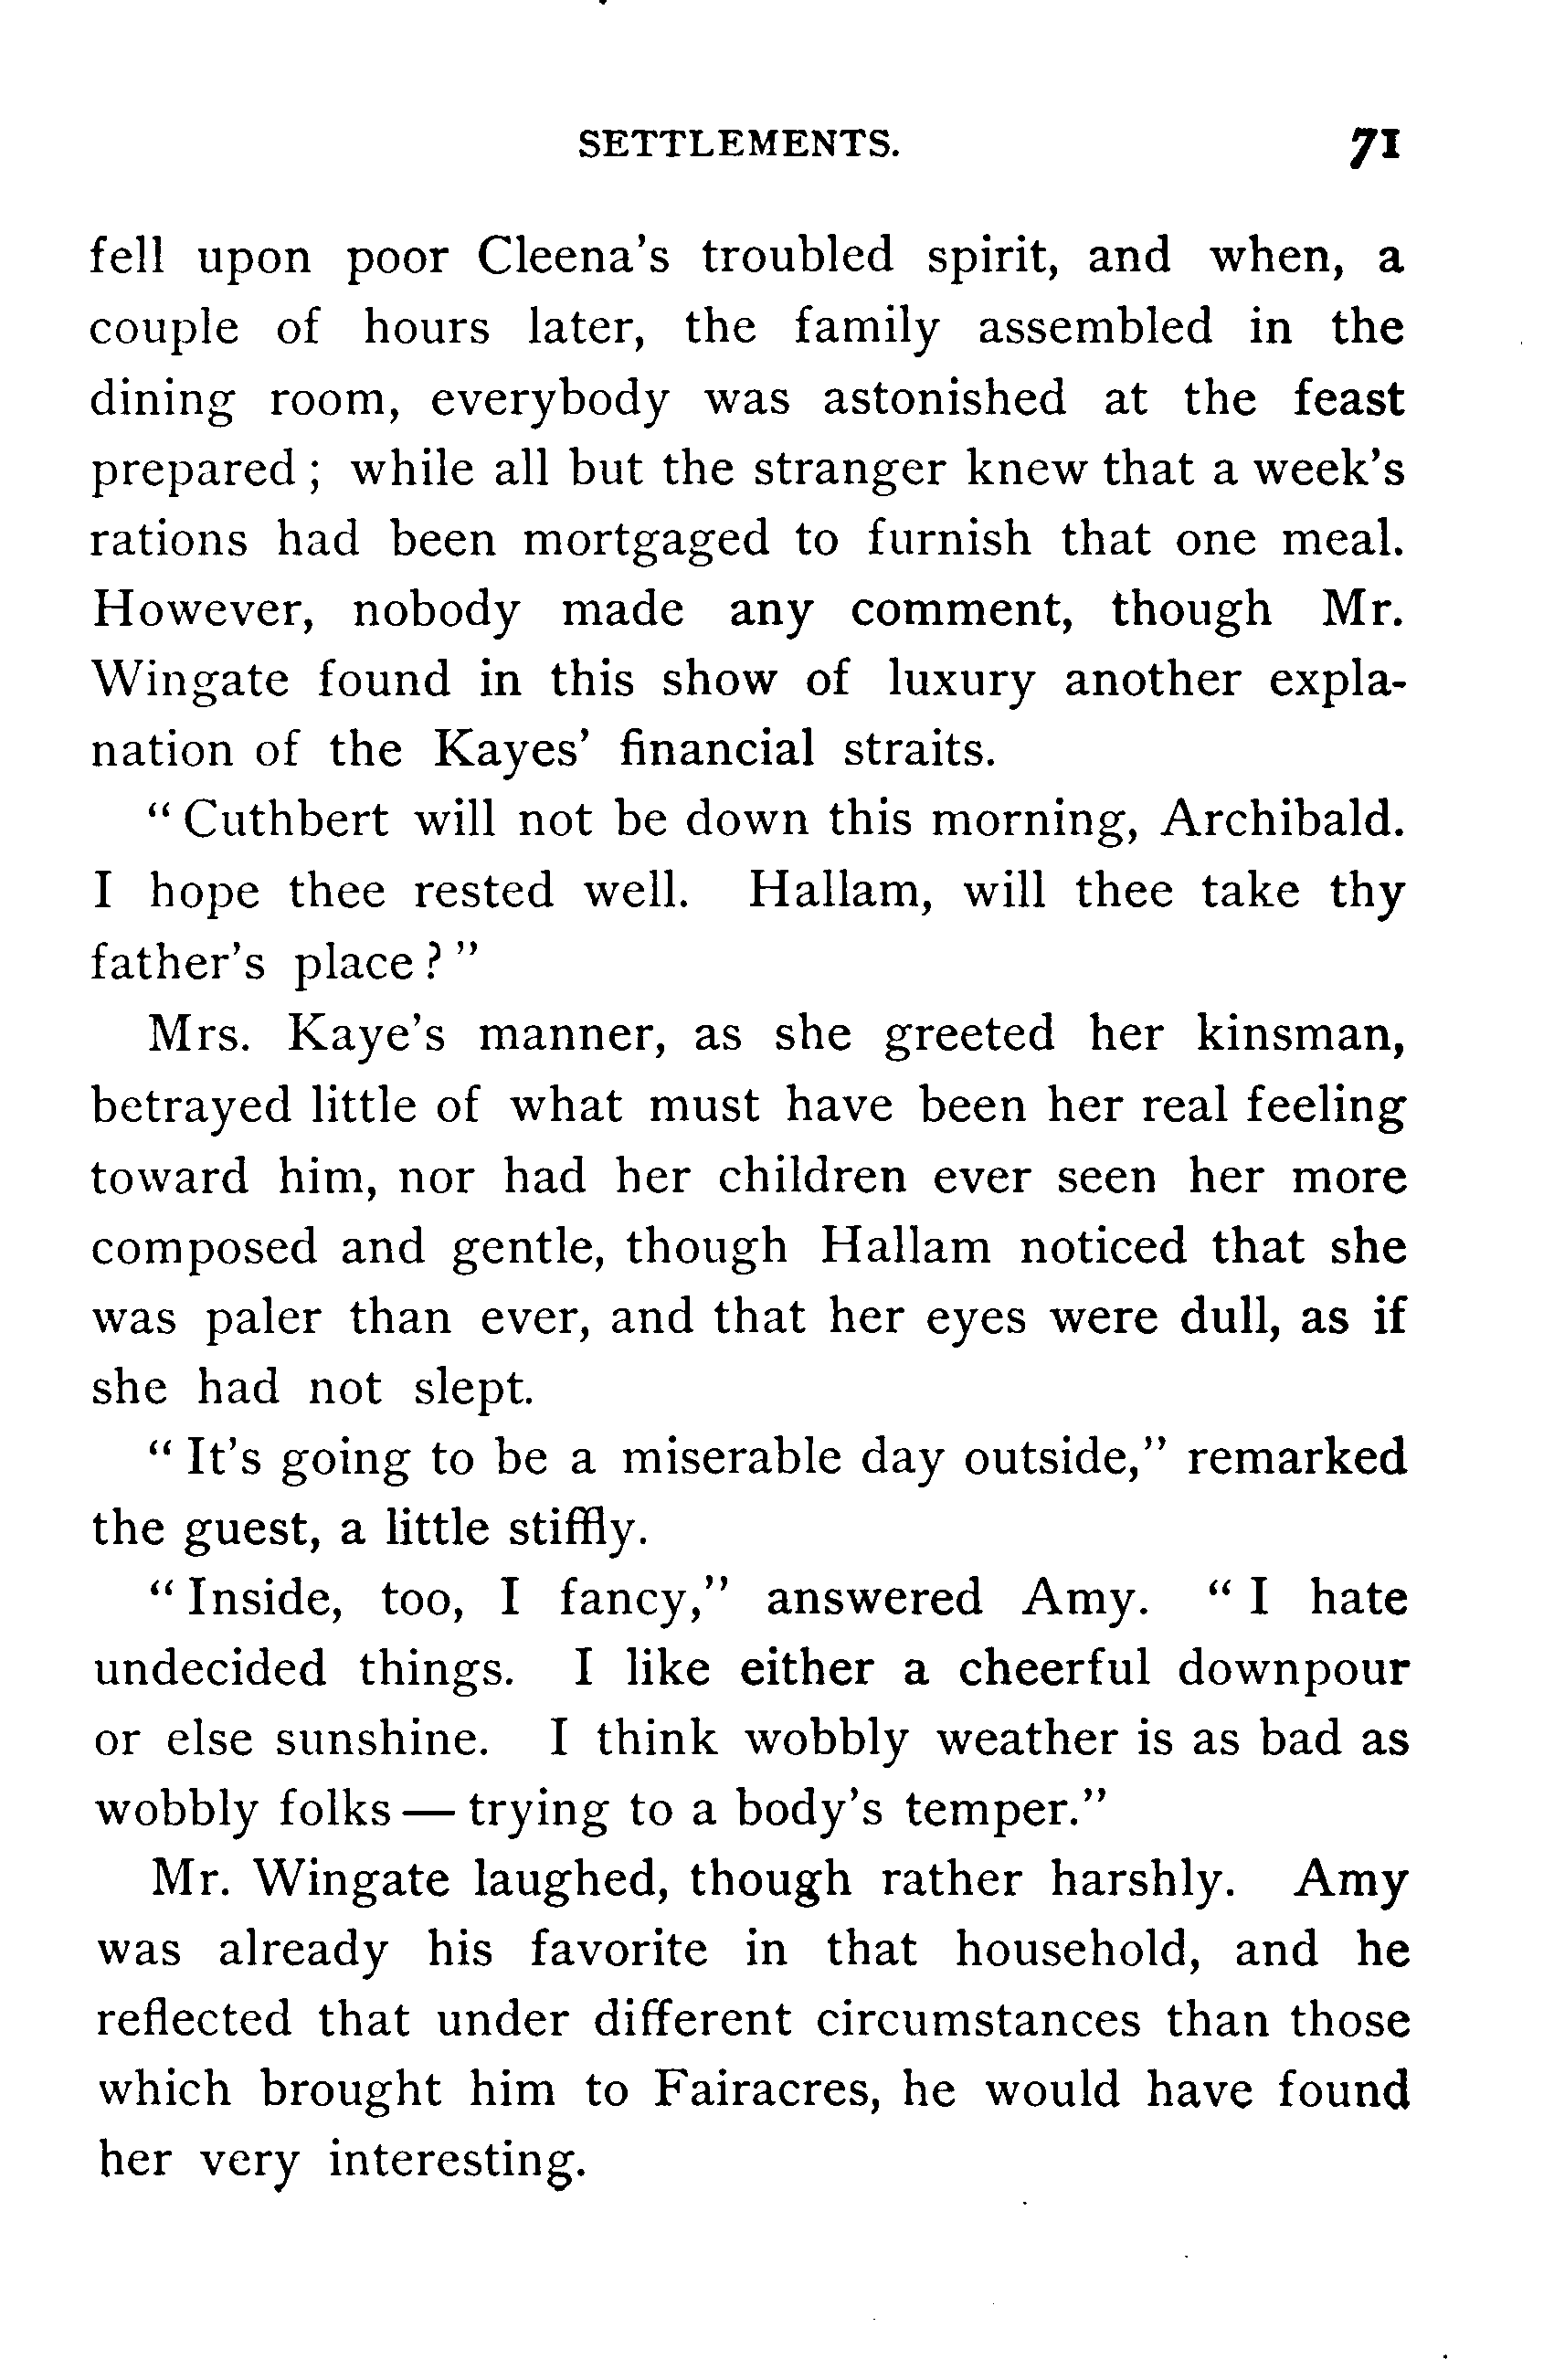 SETTLEMENTS. 71
fell upon poor Cleena's troubled spirit, and when, a
couple of hours later, the family assembled in the
dining room, everybody was astonished at the feast
prepared ; while all but the stranger knew that a week's
rations had been mortgaged to furnish that one meal.
However, nobody made any comment, though Mr.
Wingate found in this show of luxury another expla-
nation of the Kayes' financial straits.
“ Cuthbert will not be down this morning, Archibald.
I hope thee rested well. Hallam, will thee take thy
father's place ? ”
Mrs. Kaye's manner, as she greeted her kinsman,
betrayed little of what must have been her real feeling
toward him, nor had her children ever seen her more
composed and gentle, though Hallam noticed that she
was paler than ever, and that her eyes were dull, as if
she had not slept.
“ It's going to be a miserable day outside,” remarked
the guest, a little stiffly.
“ Inside, too, I fancy,” answered Amy. “ I hate
undecided things. I like either a cheerful downpour
or else sunshine. I think wobbly weather is as bad as
wobbly folks — trying to a body's temper.”
Mr. Wingate laughed, though rather harshly. Amy
was already his favorite in that household, and he
reflected that under different circumstances than those
which brought him to Fairacres, he would have found
her very interesting.